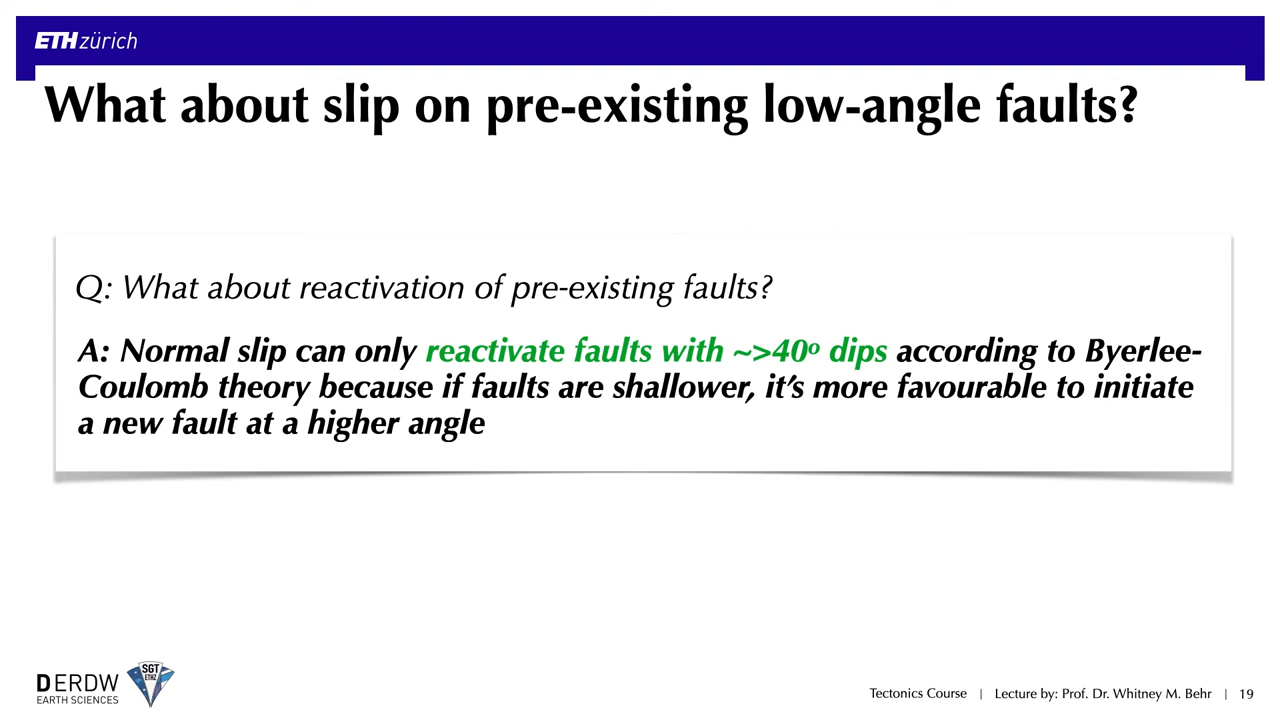 ETH zürich
What about slip on pre-existing low-angle faults?
Q: What about reactivation of pre-existing faults?
A: Normal slip can only reactivate faults with ~>40º dips according to Byerlee-
Coulomb theory because if faults are shallower, it’s more favourable to initiate
a new fault at a higher angle
D ERDW
EARTH SCIENCES
SGT
ETHZ
Tectonics Course | Lecture by: Prof. Dr. Whitney M. Behr | 19